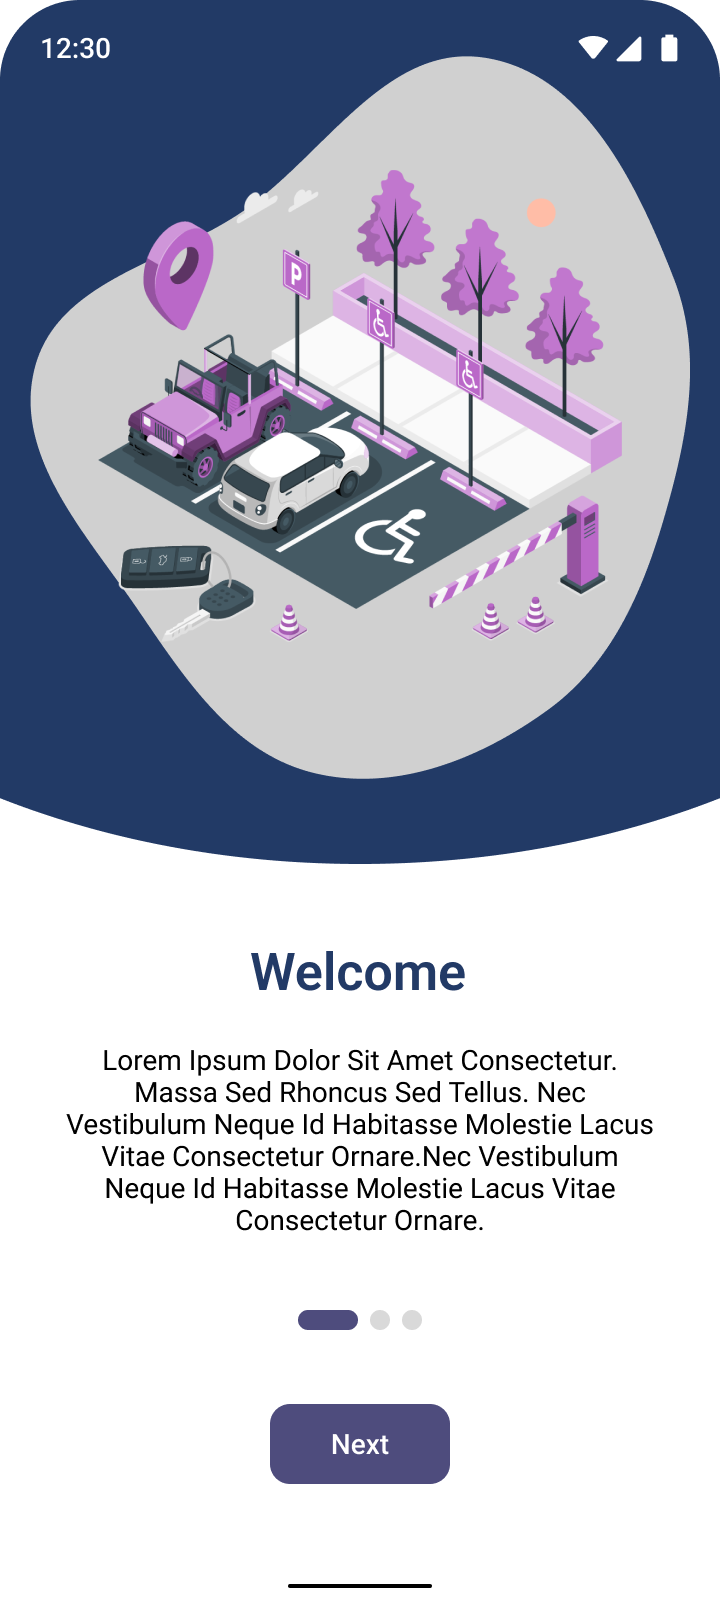 12:30
P
Welcome
Lorem Ipsum Dolor Sit Amet Consectetur.
Massa Sed Rhoncus Sed Tellus. Nec
Vestibulum Neque Id Habitasse Molestie Lacus
Vitae Consectetur Ornare.Nec Vestibulum
Neque Id Habitasse Molestie Lacus Vitae
Consectetur Ornare.
Next